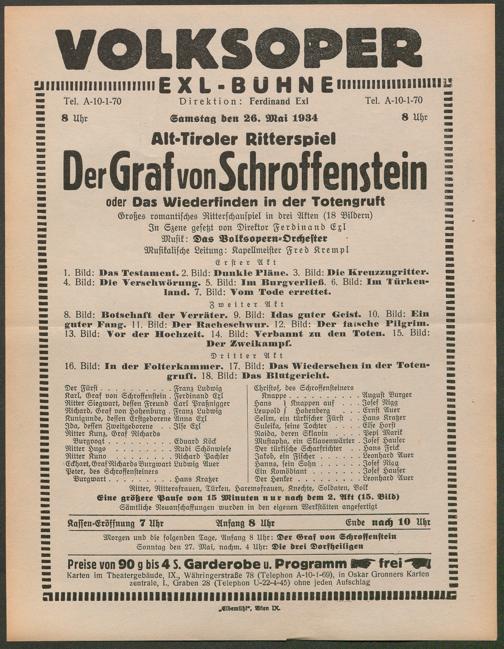 VOLKSOPER
EXL-BÜHNE
Tel. A-10-1-70 Direktion: Ferdinand Exl Tel. A-10-1-70
8 Uhr Samstag den 26. Mai 1934 8 Uhr
Alt-Tiroler Ritterspiel
Der Graf von Schroffenstein
oder Das Wiederfinden in der Totengruft
Großes romantisches Ritterschauspiel in drei Akten (18 Bildern)
In Szene gesetzt von Direktor Ferdinand Exl
Musik: Das Volksopern-Orchester
Musikalische Leitung: Kapellmeister Fred Krempl
Erster Akt
1. Bild: Das Testament. 2. Bild: Dunkle Pläne. 3. Bild: Die Kreuzzugritter.
4. Bild: Die Verschwörung. 5. Bild: Im Burgverließ. 6. Bild: Im Türken-
land. 7. Bild: Vom Tode errettet.
Zweiter Akt
8. Bild: Botschaft der Verräter. 9. Bild: Idas guter Geist. 10. Bild: Ein
guter Fang. 11. Bild: Der Racheschwur. 12. Bild: Der falsche Pilgrim.
13. Bild: Vor der Hochzeit. 14. Bild: Verbannt zu den Toten. 15. Bild:
Der Zweikampf.
Dritter Akt
16. Bild: In der Folterkammer. 17. Bild: Das Wiedersehen in der Toten-
gruft. 18. Bild: Das Blutgericht.
Der Fürst Franz Ludwig
Karl, Graf von Schroffenstein Ferdinand Exl
Ritter Siegwart, dessen Freund Carl Praßnigger
Richard, Graf von Hohenburg Franz Ludwig
Kunigunde, dessen Erstgeborene Anna Exl
Ida, dessen Zweitgeborene Ilse Exl
Ritter Kunz, Graf Richards
Burgvogt Eduard Köck
Ritter Hugo Rudi Schönwiese
Ritter Kuno Richard
Eckhart, Graf Richards Burgwart Ludwig Auer
Peter, des Schroffensteiners
Burgwart Hans Kratzer
Christof, des Schroffensteiners
Knappe August Burger
Hans } Knappen auf Josef Rigg
Leupold } Hohenberg Ernst Auer
Selim, ein türkischer Fürst Hans Kratzer
Suleika, seine Tochter Else Horst
Naida, deren Sklavin Pepi Marik
Mustapha, ein Sklavenwärter Josef Hauser
Der türkische Scharfrichter Hans Frick
Jakob, ein Fischer Leonhard Auer
Hanna, sein Sohn Josef Rigg
Ein Komödiant Josef Hauser
Der Henker Leonhard Auer
Ritter, Ritterfrauen, Türken, Haremsfrauen, Knechte, Soldaten, Volk
Eine größere Pause von 15 Minuten nur nach dem 2. Akt (15. Bild)
Sämtliche Neuanschaffungen wurden in den eigenen Werkstätten angefertigt
Kassen-Eröffnung 7 Uhr Anfang 8 Uhr Ende nach 10 Uhr
Morgen und die folgenden Tage, Anfang 8 Uhr: Der Graf von Schroffenstein
Sonntag den 27. Mai, nachm. 4 Uhr: Die drei Dorfheiligen
Preise von 90 g bis 4 S. Garderobe u. Programm frei
Karten im Theatergebäude, IX., Währingerstraße 78 (Telephon A-10-1-69), in Oskar Gronners Karten
zentrale, I., Graben 28 (Telephon U-22-4-45) ohne jeden Aufschlag
„Elbemühl“, Wien IX.